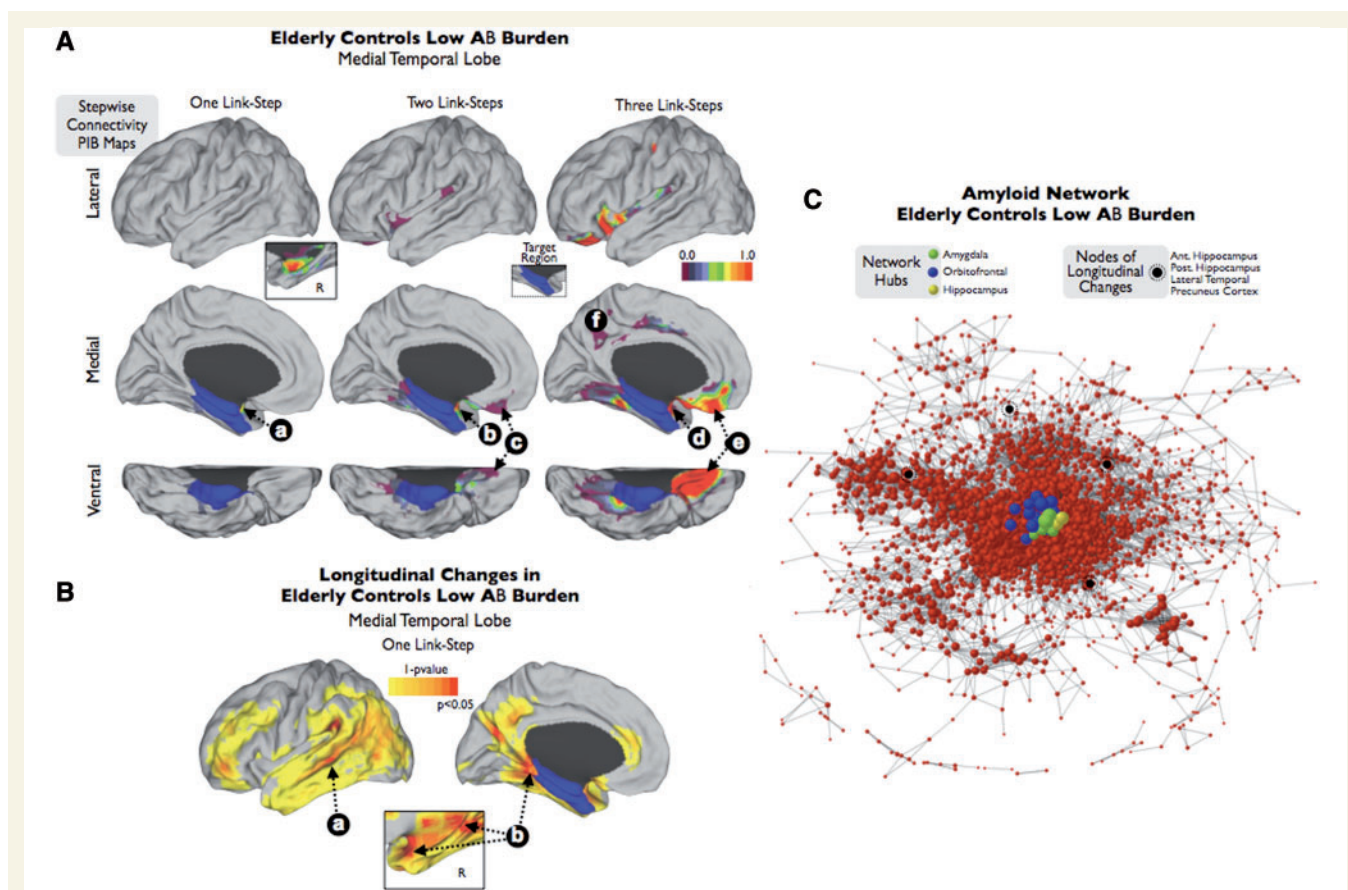 A
Elderly Controls Low AB Burden
Medial Temporal Lobe
Stepwise
Connectivity
PIB Maps
One Link-Step
Two Link-Steps
Three Link-Steps
Lateral
R
Target
Region
0.0 1.0
Medial
a
b
c
d
e
f
Ventral
B
Longitudinal Changes in
Elderly Controls Low AB Burden
Medial Temporal Lobe
One Link-Step
1-pvalue
p<0.05
a
b
R
C
Amyloid Network
Elderly Controls Low AB Burden
Network
Hubs
Amygdala
Orbitofrontal
Hippocampus
Nodes of
Longitudinal
Changes
Ant. Hippocampus
Post. Hippocampus
Lateral Temporal
Precuneus Cortex